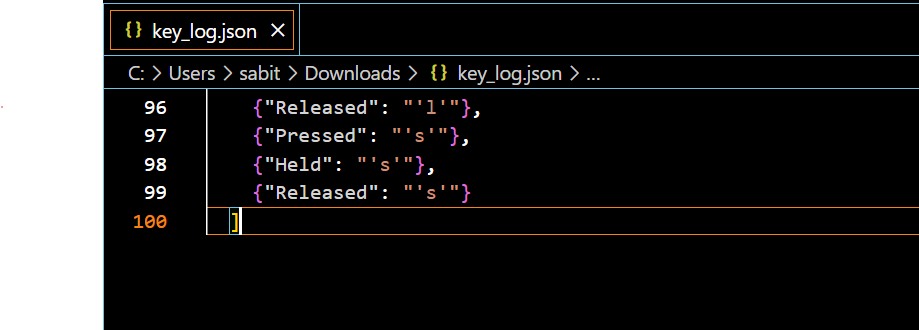 {} key_log.json ×
C: > Users > sabit > Downloads > {} key_log.json > ...
96 {"Released": "'l'"},
97 {"Pressed": "'s'"},
98 {"Held": "'s'"},
99 {"Released": "'s'"}
100 ]